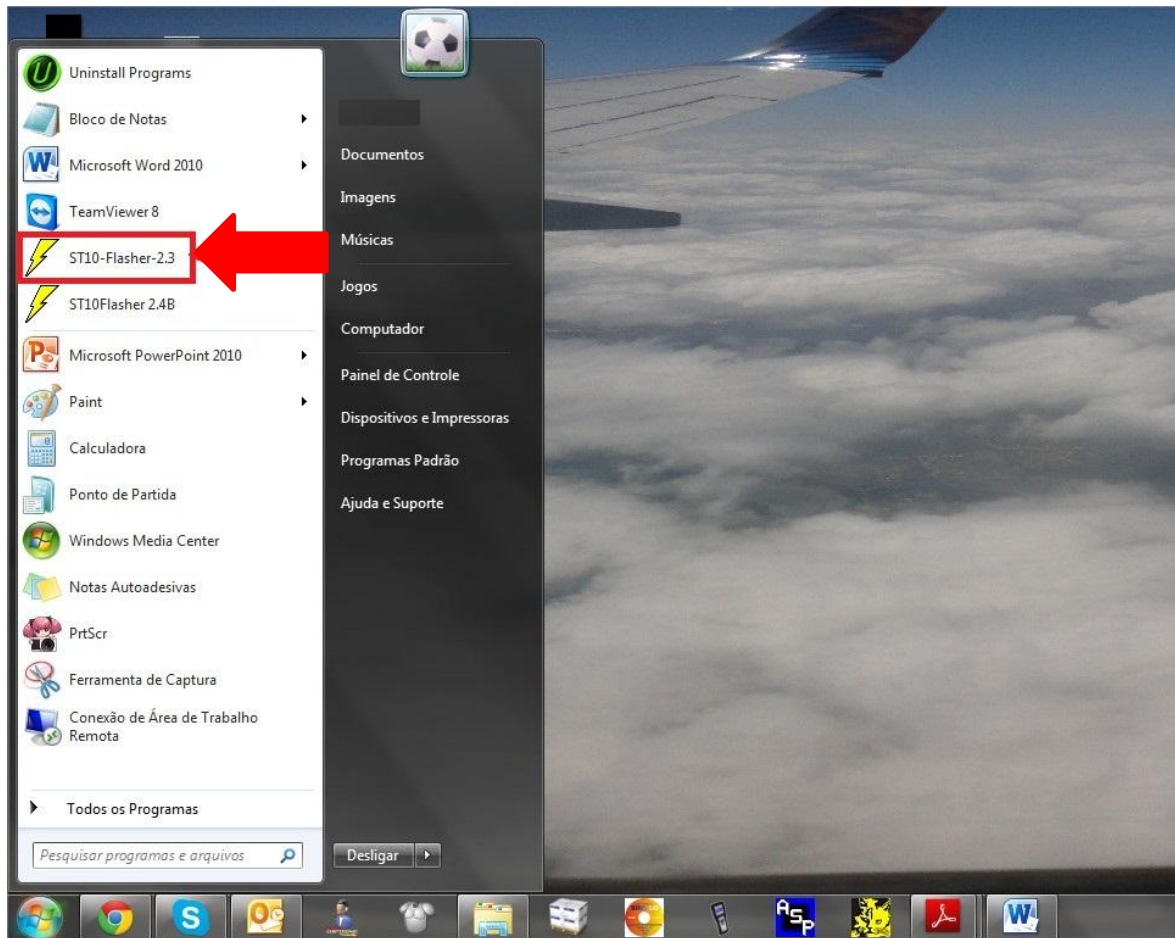 Uninstall Programs
Bloco de Notas
Microsoft Word 2010
TeamViewer 8
ST10-Flasher-2.3
ST10Flasher 2.4B
Microsoft PowerPoint 2010
Paint
Calculadora
Ponto de Partida
Windows Media Center
Notas Autoadesivas
PrtScr
Ferramenta de Captura
Conexão de Área de Trabalho
Remota
Todos os Programas
Pesquisar programas e arquivos
Documentos
Imagens
Músicas
Jogos
Computador
Painel de Controle
Dispositivos e Impressoras
Programas Padrão
Ajuda e Suporte
Desligar
ASP